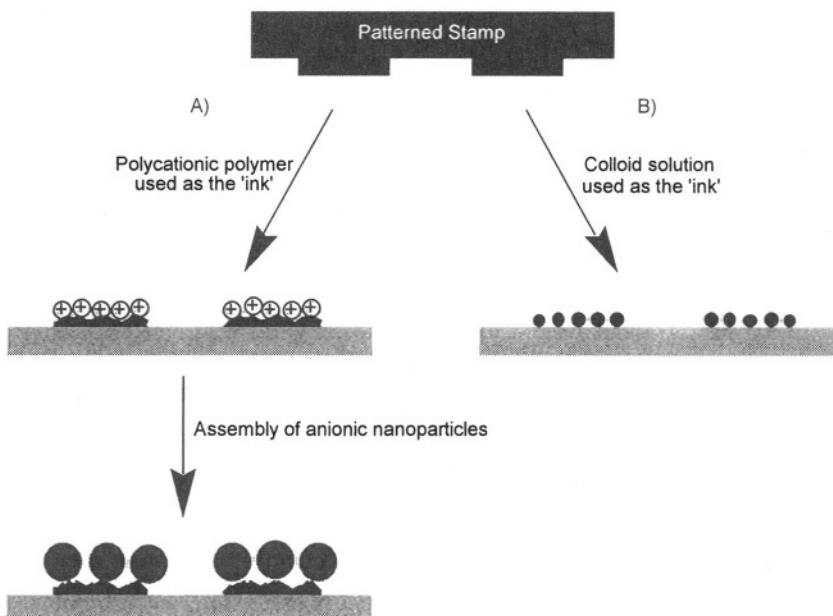 Patterned Stamp
A)
B)
Polycationic polymer
used as the 'ink'
Colloid solution
used as the 'ink'
+ + + + +
+ + + + +
Assembly of anionic nanoparticles